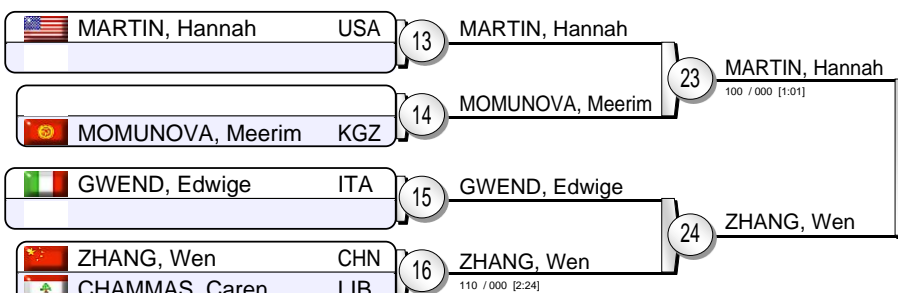 MARTIN, Hannah USA
13
MARTIN, Hannah
23
MARTIN, Hannah
100 / 000 [1:01]
14
MOMUNOVA, Meerim
MOMUNOVA, Meerim KGZ
GWEND, Edwige ITA
15
GWEND, Edwige
24
ZHANG, Wen
ZHANG, Wen CHN
16
ZHANG, Wen
110 / 000 [2:24]
CHAMMAS, Caren LIB